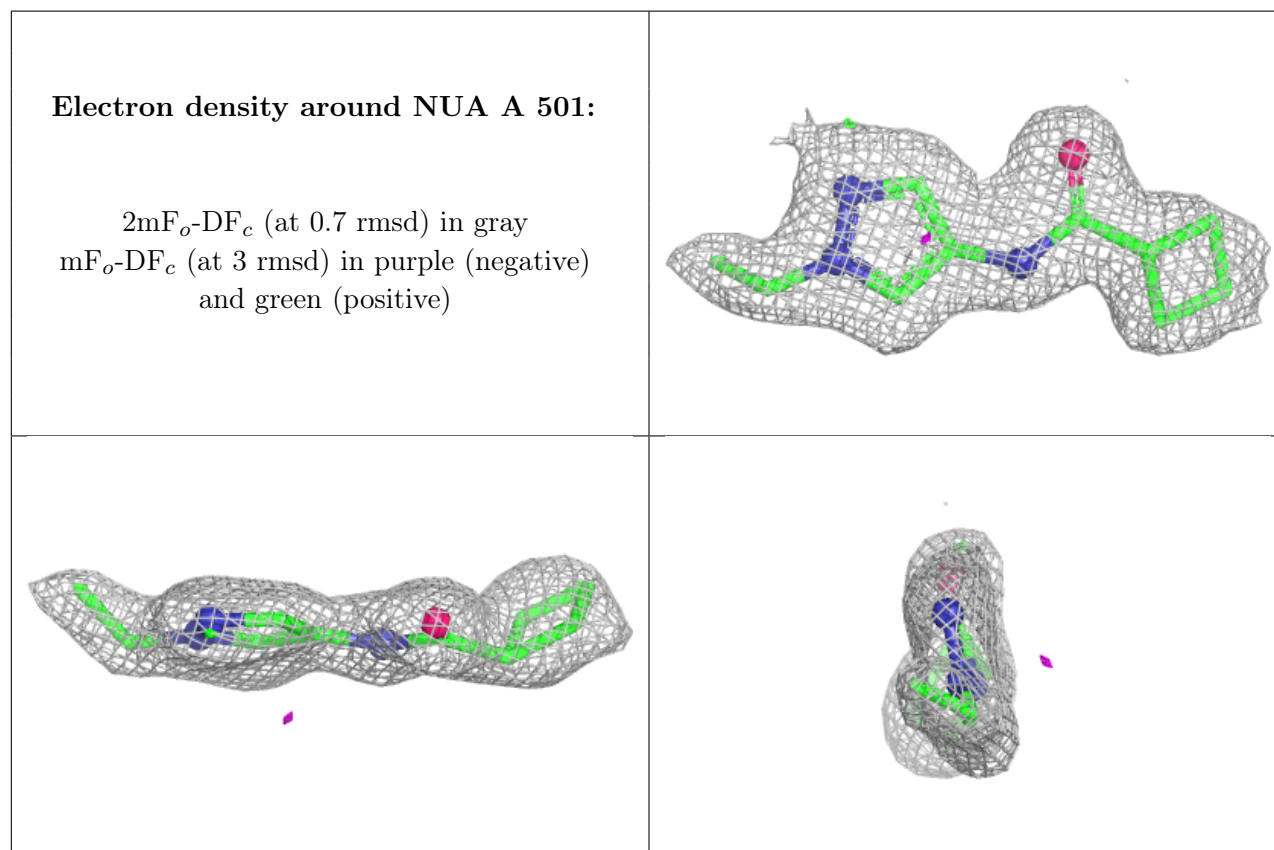 Electron density around NUA A 501:
2mFₒ-DF𝒸 (at 0.7 rmsd) in gray
mFₒ-DF𝒸 (at 3 rmsd) in purple (negative)
and green (positive)